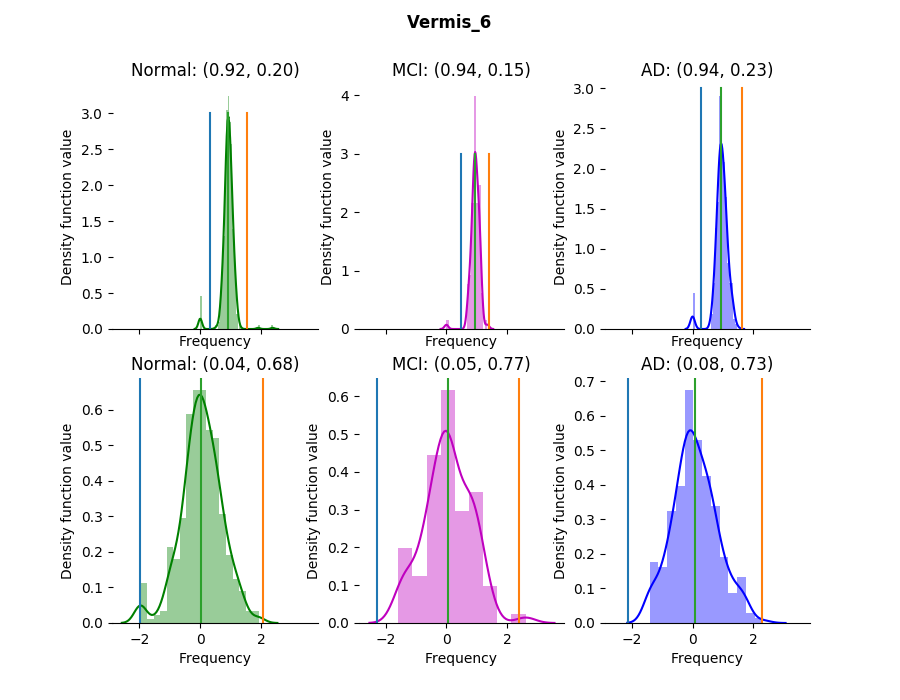 Vermis_6
Normal: (0.92, 0.20)
MCI: (0.94, 0.15)
AD: (0.94, 0.23)
Density function value
3.0
2.5
2.0
1.5
1.0
0.5
0.0
Frequency
Density function value
4
3
2
1
0
Frequency
Density function value
3.0
2.5
2.0
1.5
1.0
0.5
0.0
Frequency
Normal: (0.04, 0.68)
MCI: (0.05, 0.77)
AD: (0.08, 0.73)
Density function value
0.6
0.5
0.4
0.3
0.2
0.1
0.0
−2 0 2
Frequency
Density function value
0.6
0.5
0.4
0.3
0.2
0.1
0.0
−2 0 2
Frequency
Density function value
0.7
0.6
0.5
0.4
0.3
0.2
0.1
0.0
−2 0 2
Frequency